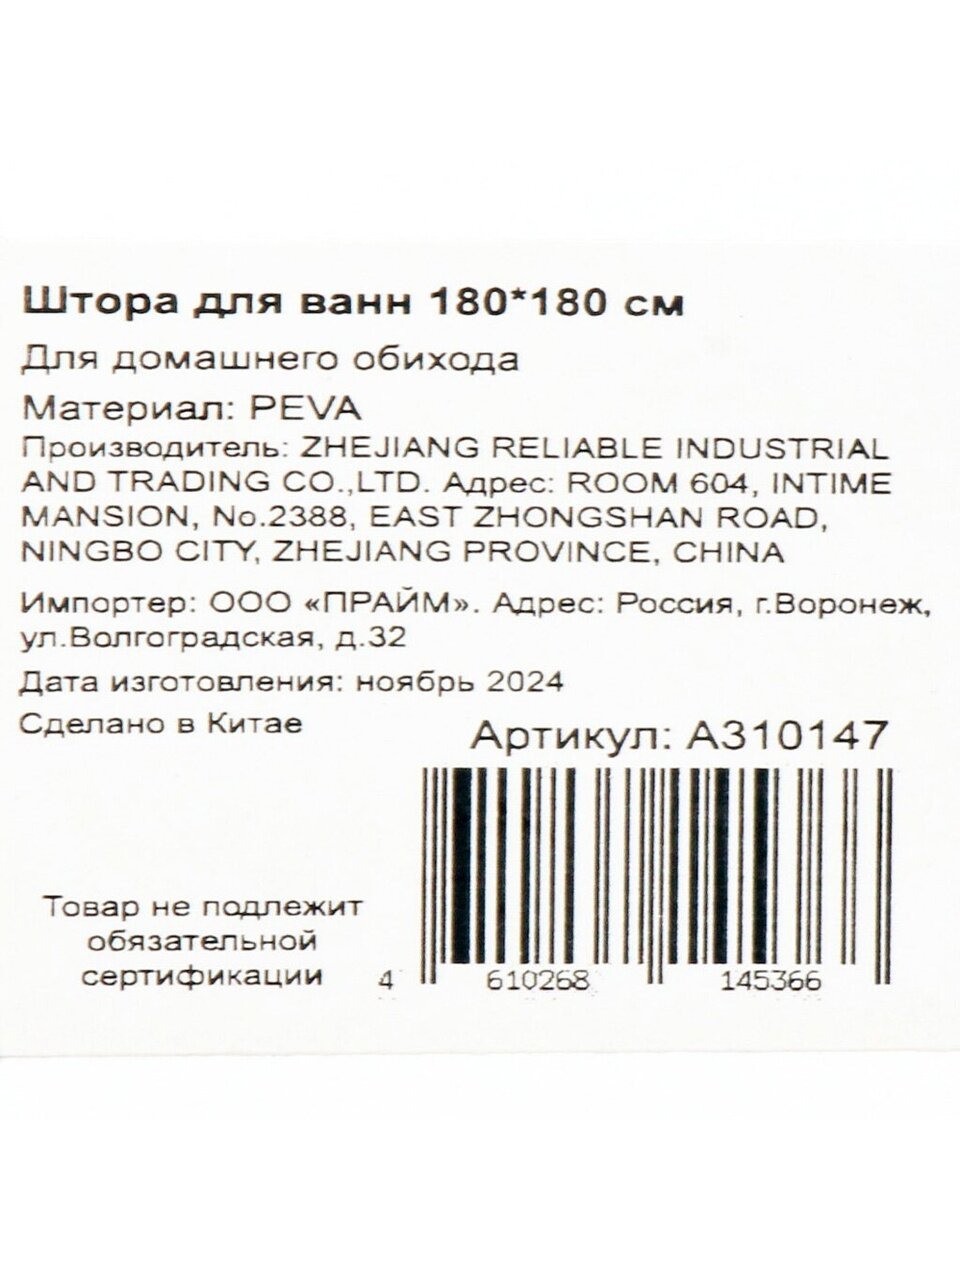 Штора для ванн 180*180 см
Для домашнего обихода
Материал: PEVA
Производитель: ZHEJIANG RELIABLE INDUSTRIAL
AND TRADING CO.,LTD. Адрес: ROOM 604, INTIME
MANSION, No.2388, EAST ZHONGSHAN ROAD,
NINGBO CITY, ZHEJIANG PROVINCE, CHINA
Импортер: ООО «ПРАЙМ». Адрес: Россия, г.Воронеж,
ул.Волгоградская, д.32
Дата изготовления: ноябрь 2024
Сделано в Китае
Артикул: А310147
Товар не подлежит
обязательной
сертификации
4 610268 145366